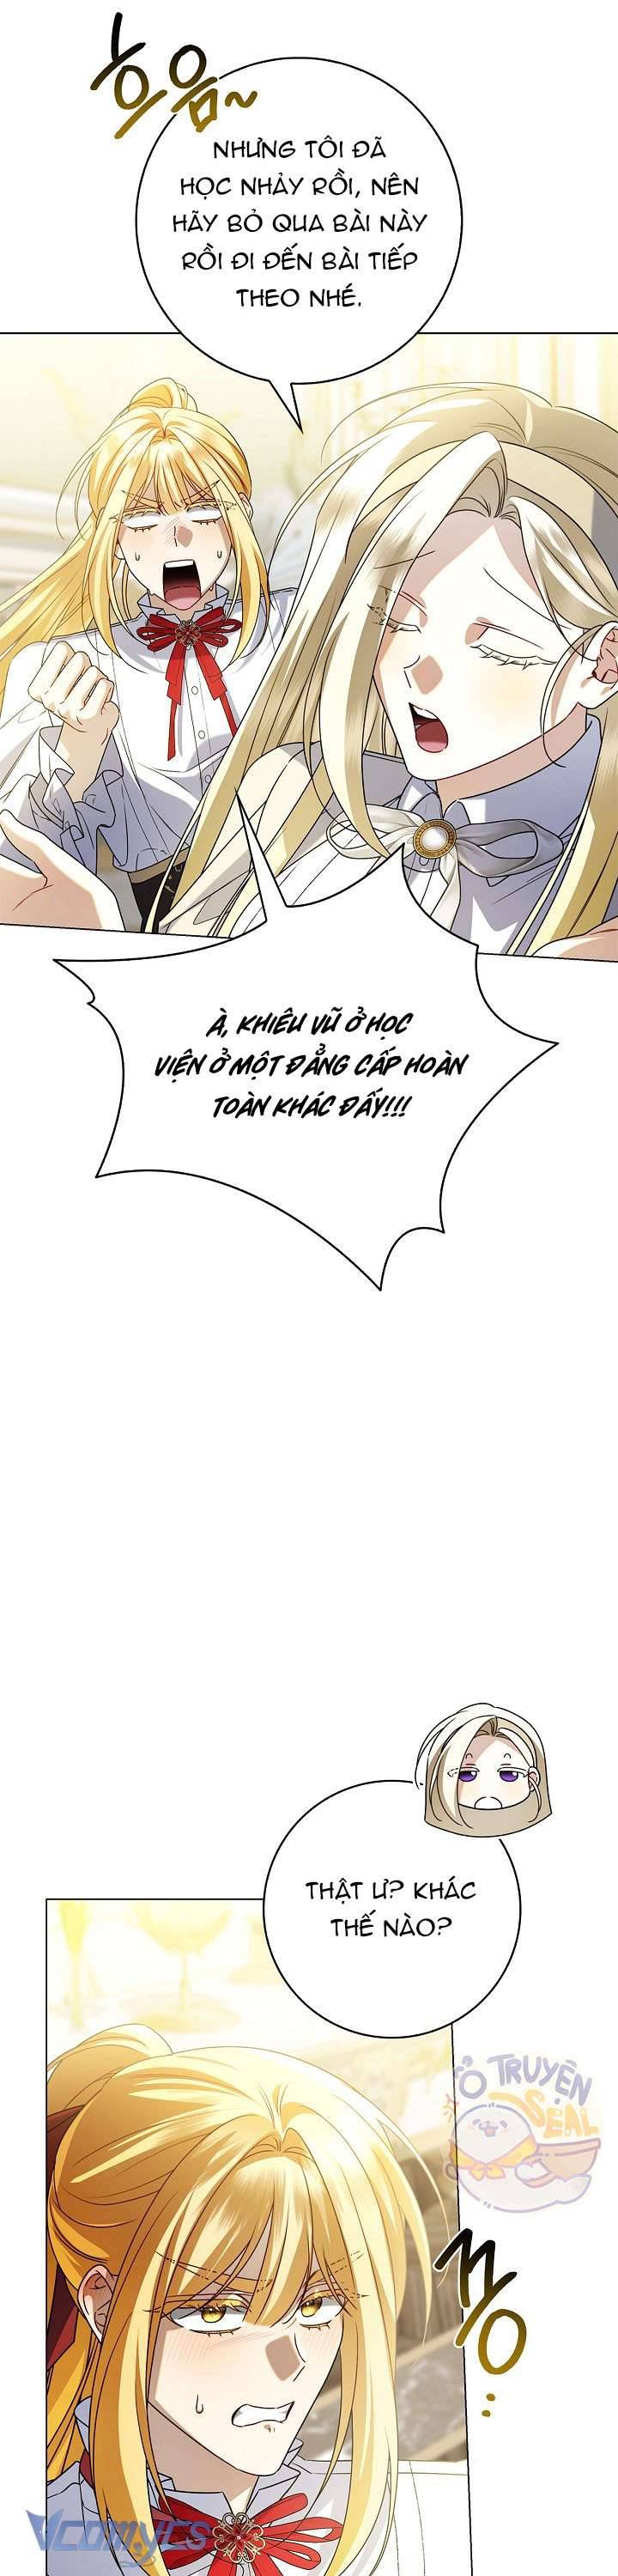 흐음~
NHƯNG TÔI ĐÃ
HỌC NHẢY RỒI, NÊN
HÃY BỎ QUA BÀI NÀY
RỒI ĐI ĐẾN BÀI TIẾP
THEO NHÉ.
À, KHIÊU VŨ Ở HỌC
VIỆN Ở MỘT ĐẲNG CẤP HOÀN
TOÀN KHÁC ĐẤY!!!
THẬT Ư? KHÁC
THẾ NÀO?
Ổ TRUYỆN
SEAL
Vcomycs